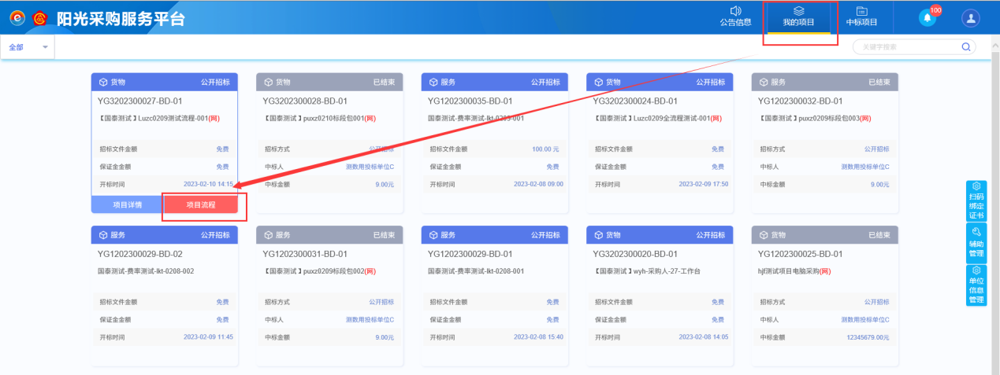 阳光采购服务平台
公告信息
我的项目
中标项目
100
全部
关键字搜索
货物 公开招标
YG3202300027-BD-01
【国泰测试】Luzc0209测试流程-001(网)
招标文件金额 免费
保证金金额 免费
开标时间 2023-02-10 14:15
项目详情 项目流程
货物 已结束
YG3202300028-BD-01
【国泰测试】puxz0210标段包001(网)
招标方式 公开招标
中标人 测数用投标单位C
中标金额 9.00元
服务 公开招标
YG1202300035-BD-01
国泰测试-费率测试-lkt-0209-001
招标文件金额 100.00 元
保证金金额 免费
开标时间 2023-02-08 09:00
货物 公开招标
YG3202300024-BD-01
【国泰测试】Luzc0209全流程测试-001(网)
招标文件金额 免费
保证金金额 免费
开标时间 2023-02-09 17:50
服务 已结束
YG1202300032-BD-01
【国泰测试】puxz0209标段包003(网)
招标方式 公开招标
中标人 测数用投标单位C
中标金额 9.00元
服务 公开招标
YG1202300029-BD-02
国泰测试-费率测试-lkt-0208-002
招标文件金额 免费
保证金金额 免费
开标时间 2023-02-09 11:45
服务 已结束
YG1202300031-BD-01
【国泰测试】puxz0209标段包002(网)
招标方式 公开招标
中标人 测数用投标单位C
中标金额 9.00元
服务 公开招标
YG1202300029-BD-01
国泰测试-费率测试-lkt-0208-001
招标文件金额 免费
保证金金额 免费
开标时间 2023-02-08 15:40
货物 公开招标
YG3202300020-BD-01
【国泰测试】wyh-采购人-27-工作台
招标文件金额 免费
保证金金额 免费
开标时间 2023-02-08 14:05
货物 已结束
YG1202300025-BD-01
hjf测试项目电脑采购(网)
招标方式 公开招标
中标人 测数用投标单位C
中标金额 12345679.00元
扫码
绑定
证书
辅助
管理
单位
信息
管理